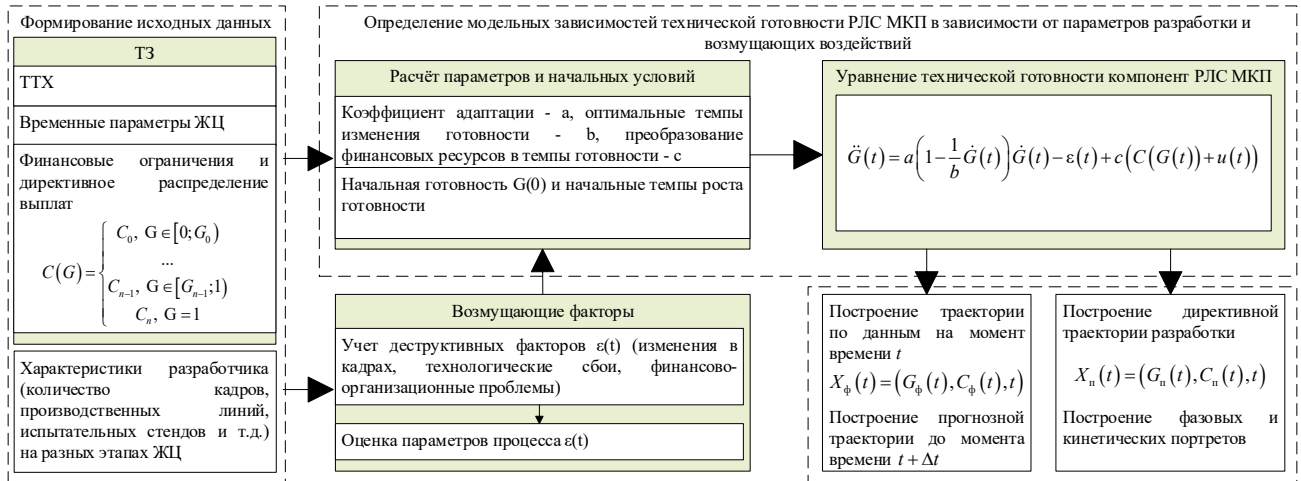 Формирование исходных данных
ТЗ
ТТХ
Временные параметры ЖЦ
Финансовые ограничения и
директивное распределение
выплат
C(G) = { C_0, G ∈ [0; G_0)
...
C_{n-1}, G ∈ [G_{n-1}; 1)
C_n, G = 1
Характеристики разработчика
(количество кадров,
производственных линий,
испытательных стендов и т.д.)
на разных этапах ЖЦ
Определение модельных зависимостей технической готовности РЛС МКП в зависимости от параметров разработки и
возмущающих воздействий
Расчёт параметров и начальных условий
Коэффициент адаптации - a, оптимальные темпы
изменения готовности - b, преобразование
финансовых ресурсов в темпы готовности - c
Начальная готовность G(0) и начальные темпы роста
готовности
Уравнение технической готовности компонент РЛС МКП
G̈(t) = a(1 − 1/b Ġ(t))Ġ(t) − ε(t) + c(C(G(t)) + u(t))
Возмущающие факторы
Учет деструктивных факторов ε(t) (изменения в
кадрах, технологические сбои, финансово-
организационные проблемы)
Оценка параметров процесса ε(t)
Построение траектории
по данным на момент
времени t
X_ф(t) = (G_ф(t), C_ф(t), t)
Построение прогнозной
траектории до момента
времени t + Δt
Построение директивной
траектории разработки
X_п(t) = (G_п(t), C_п(t), t)
Построение фазовых и
кинетических портретов